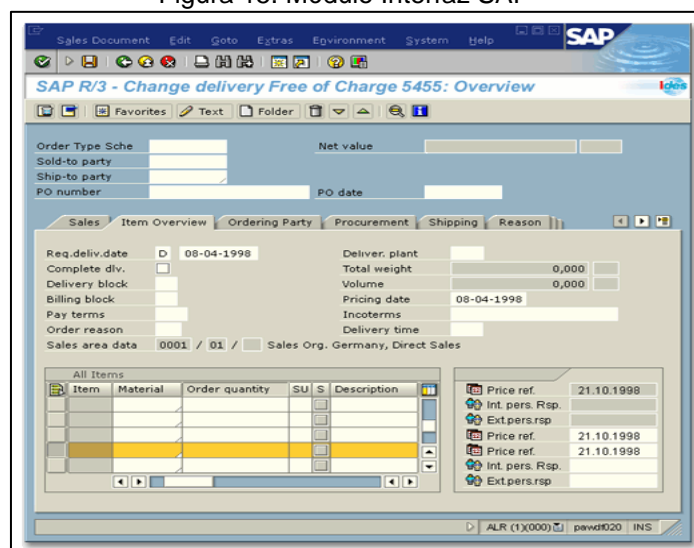 Figura 18. Módulo Interfaz SAP
Sales Document Edit Goto Extras Environment System Help
SAP
SAP R/3 - Change delivery Free of Charge 5455: Overview
ides
Favorites Text Folder
Order Type Sche Net value
Sold-to party
Ship-to party
PO number PO date
Sales Item Overview Ordering Party Procurement Shipping Reason
Req.deliv.date D 08-04-1998 Deliver. plant
Complete dlv. Total weight 0,000
Delivery block Volume 0,000
Billing block Pricing date 08-04-1998
Pay terms Incoterms
Order reason Delivery time
Sales area data 0001 / 01 / Sales Org. Germany, Direct Sales
All Items
Item Material Order quantity SU S Description
Price ref. 21.10.1998
Int. pers. Rsp.
Ext.pers.rsp
Price ref. 21.10.1998
Price ref. 21.10.1998
Int. pers. Rsp.
Ext.pers.rsp
ALR (1)(000) pawdf020 INS